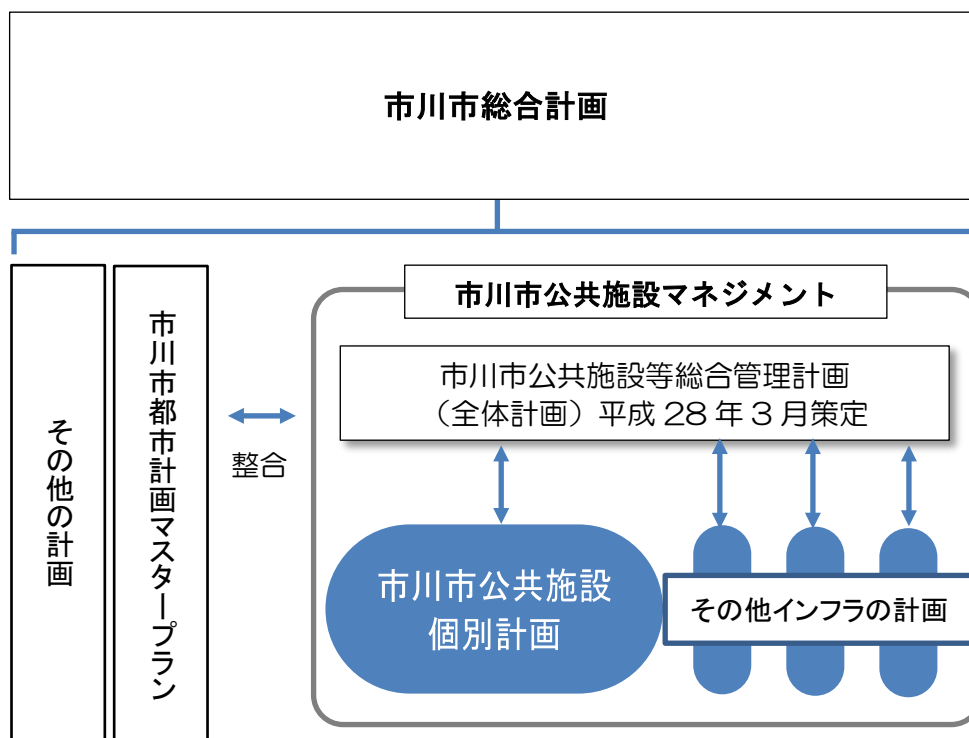 市川市総合計画
その他の計画
市川市都市計画マスタープラン
整合
市川市公共施設マネジメント
市川市公共施設等総合管理計画
（全体計画）平成 28 年 3 月策定
市川市公共施設
個別計画
その他インフラの計画